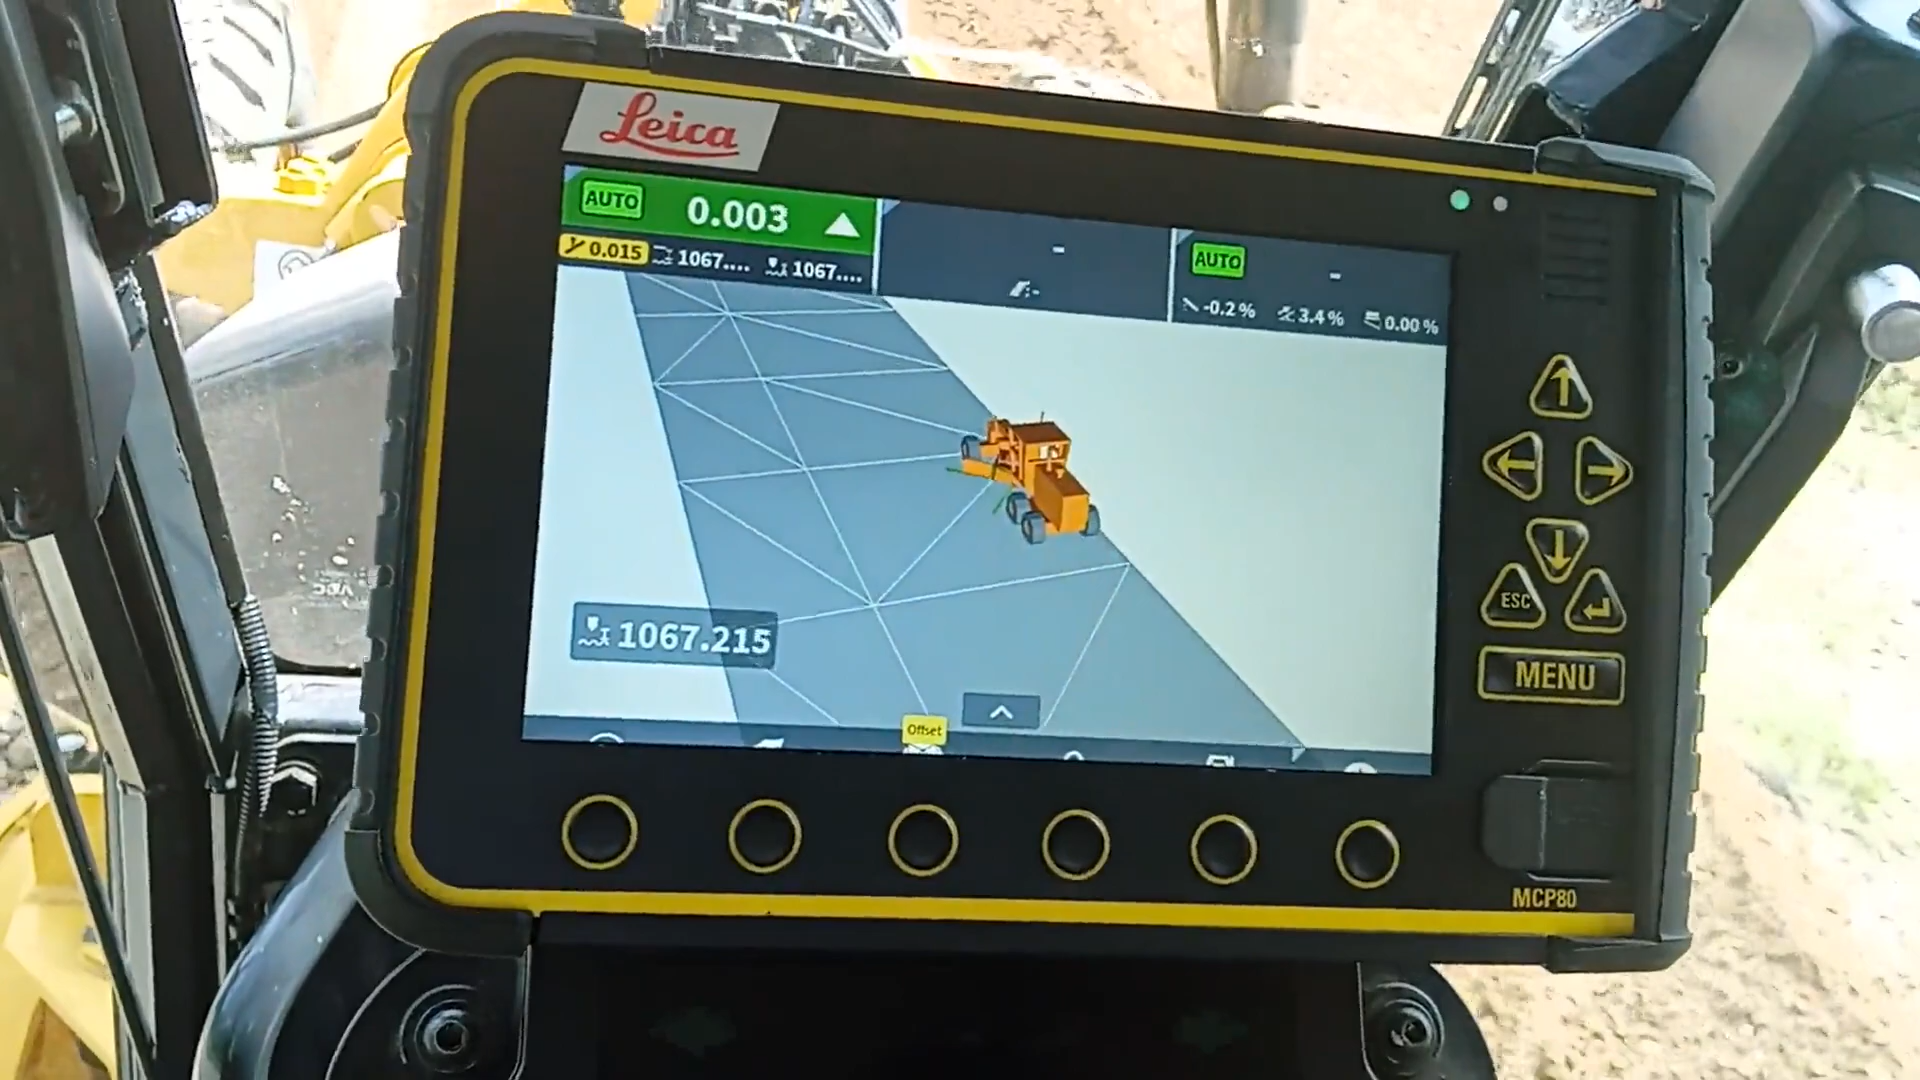 Leica
AUTO 0.003
0.015 1067.... 1067....
-
:-
AUTO -
-0.2 % 3.4 % 0.00 %
1067.215
Offset
ESC
MENU
MCP80